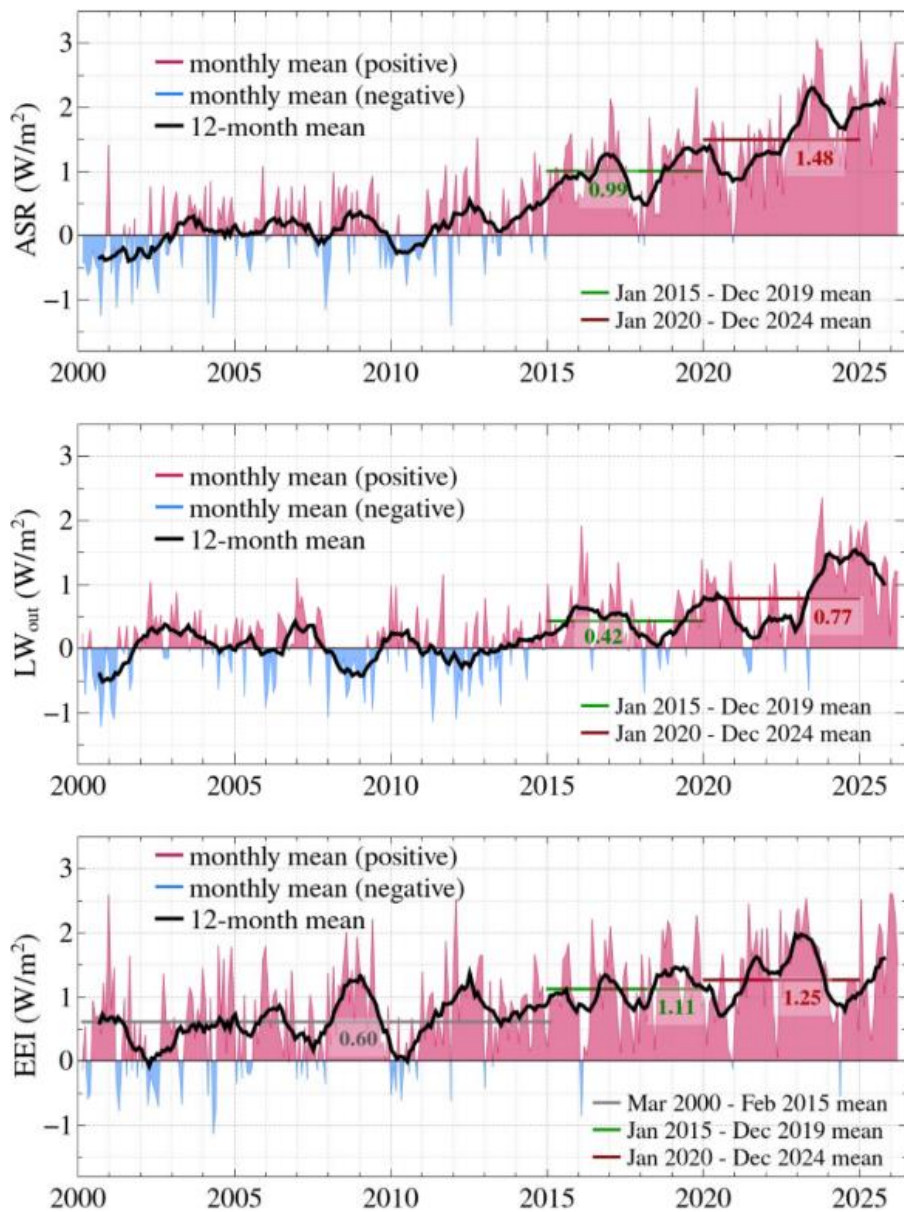 3
monthly mean (positive)
2
monthly mean (negative)
12-month mean
1
1.48
0.99
0
Jan 2015 - Dec 2019 mean
−1
Jan 2020 - Dec 2024 mean
ASR (W/m²)
2000 2005 2010 2015 2020 2025
3
monthly mean (positive)
monthly mean (negative)
2
12-month mean
1
0.77
0.42
0
Jan 2015 - Dec 2019 mean
−1
Jan 2020 - Dec 2024 mean
LWout (W/m²)
2000 2005 2010 2015 2020 2025
3
monthly mean (positive)
monthly mean (negative)
2
12-month mean
1
1.25
1.11
0.60
0
Mar 2000 - Feb 2015 mean
−1
Jan 2015 - Dec 2019 mean
Jan 2020 - Dec 2024 mean
EEI (W/m²)
2000 2005 2010 2015 2020 2025